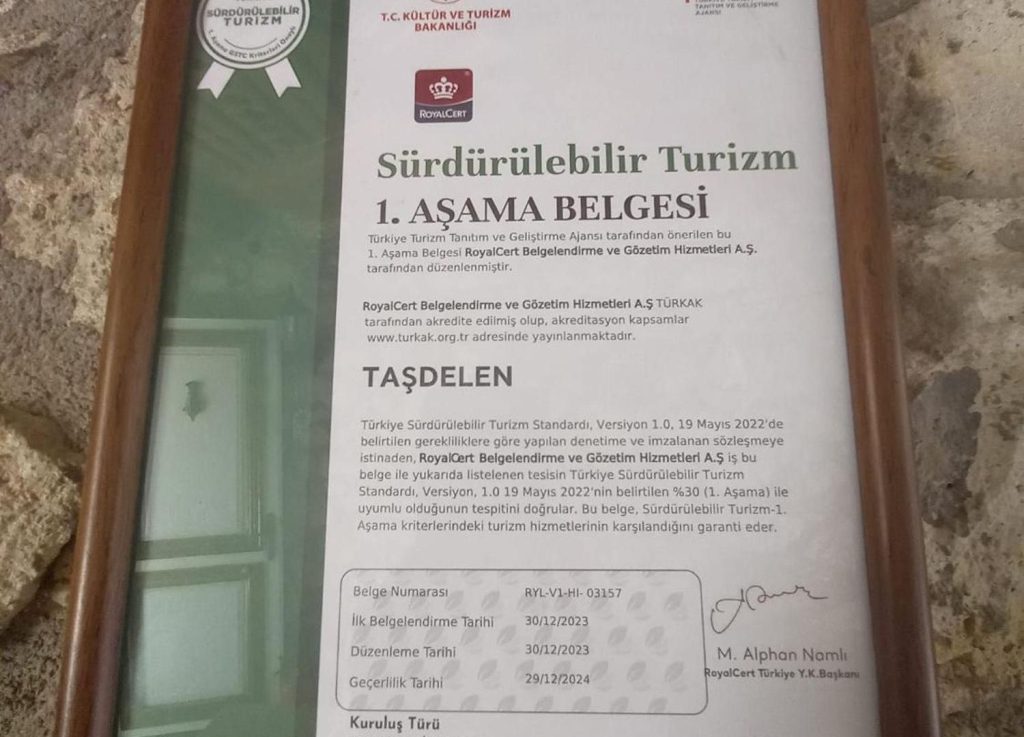 SÜRDÜRÜLEBİLİR
TURİZM
1. Aşama GSTC Kriterleri Onaylı
T.C. KÜLTÜR VE TURİZM
BAKANLIĞI
TANITIM VE GELİŞTİRME
AJANSI
ROYALCERT
Sürdürülebilir Turizm
1. AŞAMA BELGESİ
Türkiye Turizm Tanıtım ve Geliştirme Ajansı tarafından önerilen bu
1. Aşama Belgesi RoyalCert Belgelendirme ve Gözetim Hizmetleri A.Ş.
tarafından düzenlenmiştir.
RoyalCert Belgelendirme ve Gözetim Hizmetleri A.Ş TÜRKAK
tarafından akredite edilmiş olup, akreditasyon kapsamlar
www.turkak.org.tr adresinde yayınlanmaktadır.
TAŞDELEN
Türkiye Sürdürülebilir Turizm Standardı, Versiyon 1.0, 19 Mayıs 2022'de
belirtilen gerekliliklere göre yapılan denetime ve imzalanan sözleşmeye
istinaden, RoyalCert Belgelendirme ve Gözetim Hizmetleri A.Ş iş bu
belge ile yukarıda listelenen tesisin Türkiye Sürdürülebilir Turizm
Standardı, Versiyon, 1.0 19 Mayıs 2022'nin belirtilen %30 (1. Aşama) ile
uyumlu olduğunun tespitini doğrular. Bu belge, Sürdürülebilir Turizm-1.
Aşama kriterlerindeki turizm hizmetlerinin karşılandığını garanti eder.
Belge Numarası RYL-V1-HI- 03157
İlk Belgelendirme Tarihi 30/12/2023
Düzenleme Tarihi 30/12/2023
Geçerlilik Tarihi 29/12/2024
M. Alphan Namlı
RoyalCert Türkiye Y.K.Başkanı
Kuruluş Türü